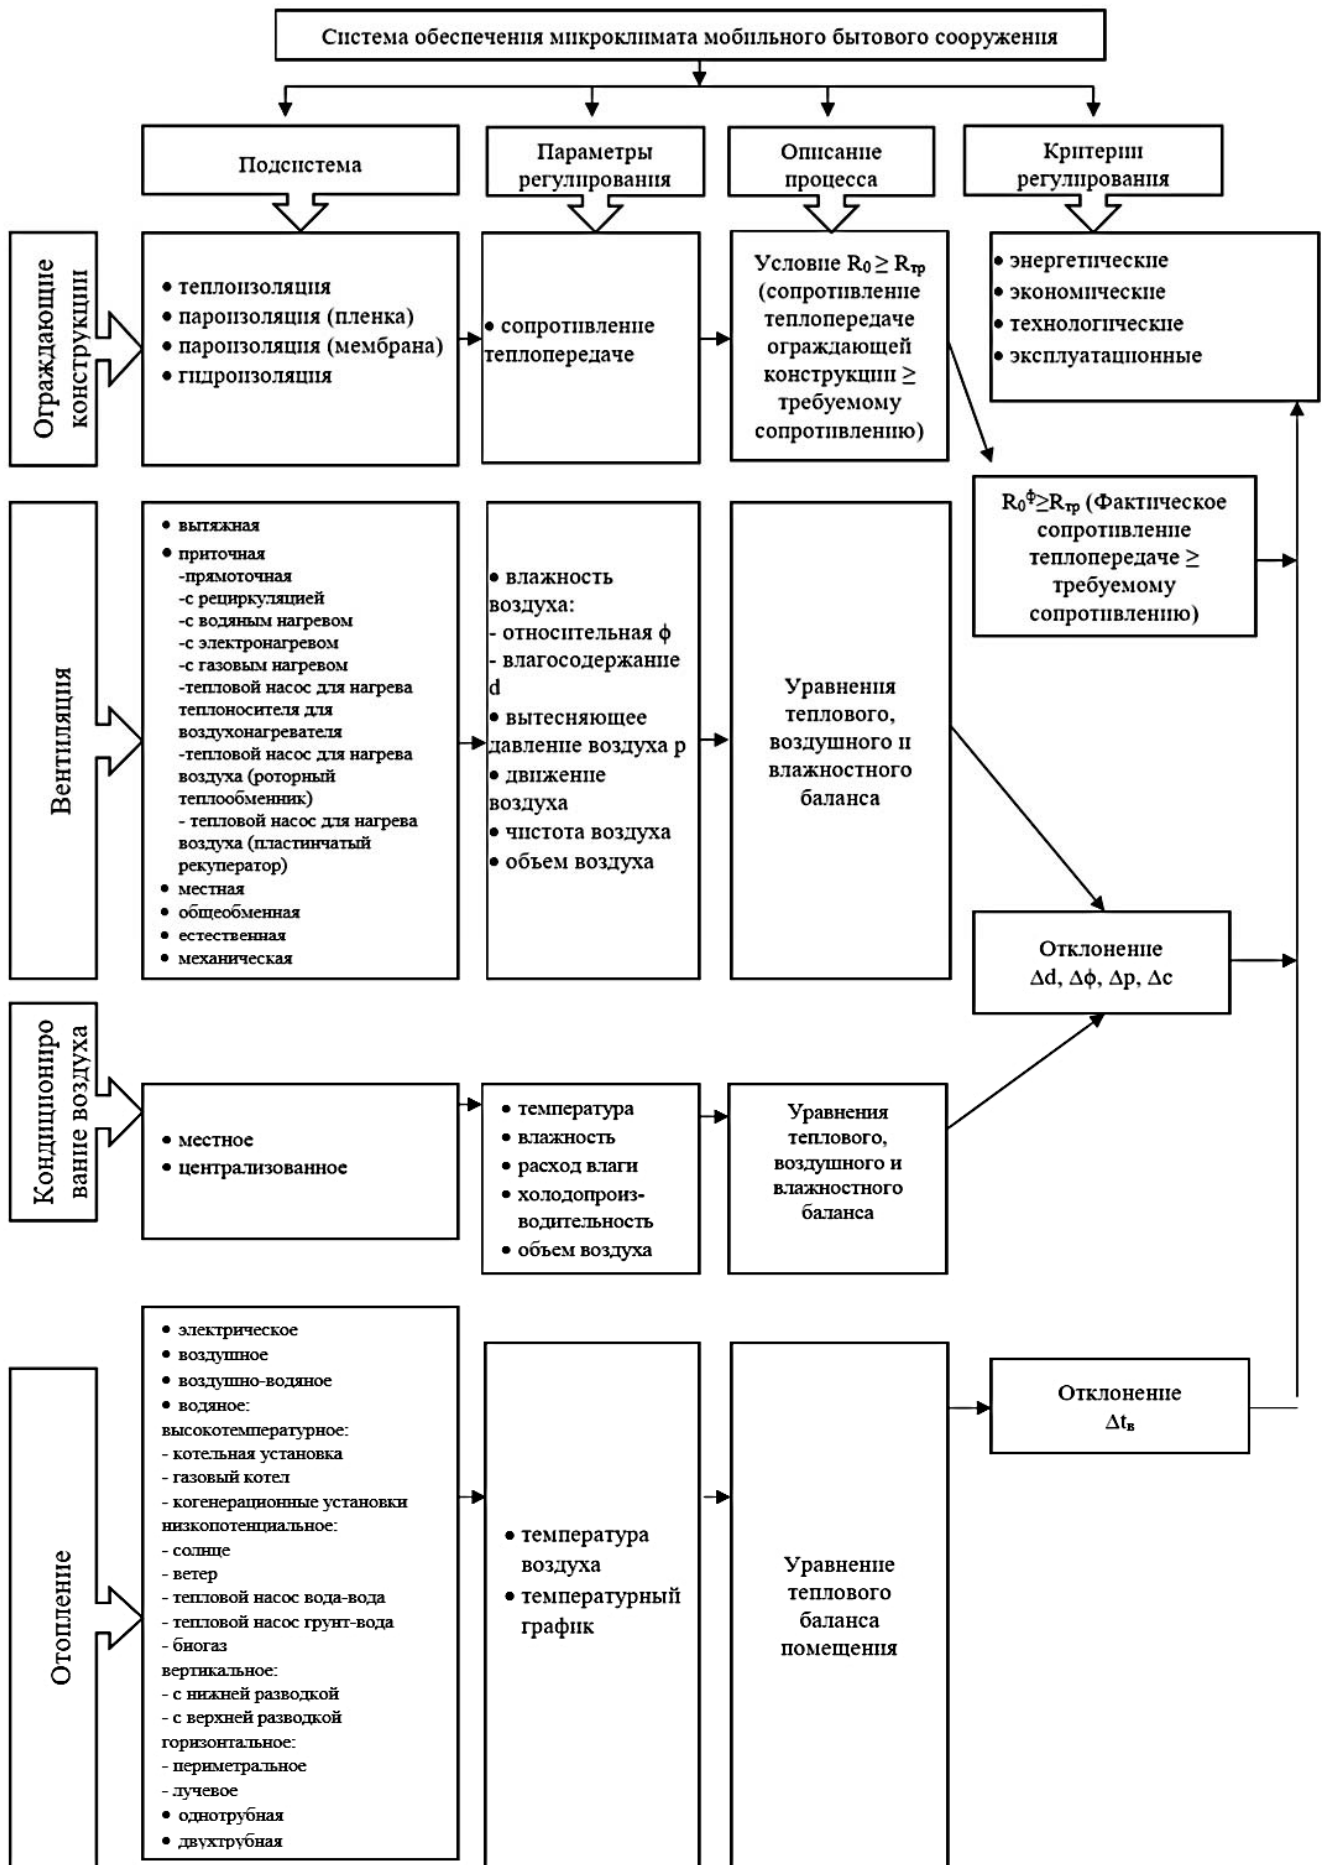 Система обеспечения микроклимата мобильного бытового сооружения
Подсистема
Параметры
регулирования
Описание
процесса
Критерии
регулирования
Ограждающие
конструкции
• теплоизоляция
• пароизоляция (пленка)
• пароизоляция (мембрана)
• гидроизоляция
• сопротивление
теплопередаче
Условие R₀ ≥ Rтр
(сопротивление
теплопередаче
ограждающей
конструкции ≥
требуемому
сопротивлению)
• энергетические
• экономические
• технологические
• эксплуатационные
R₀ᶲ≥Rтр (Фактическое
сопротивление
теплопередаче ≥
требуемому
сопротивлению)
Вентиляция
• вытяжная
• приточная
-прямоточная
-с рециркуляцией
-с водяным нагревом
-с электронагревом
-с газовым нагревом
-тепловой насос для нагрева
теплоносителя для
воздухонагревателя
-тепловой насос для нагрева
воздуха (роторный
теплообменник)
- тепловой насос для нагрева
воздуха (пластинчатый
рекуператор)
• местная
• общеобменная
• естественная
• механическая
• влажность
воздуха:
- относительная ϕ
- влагосодержание
d
• вытесняющее
давление воздуха p
• движение
воздуха
• чистота воздуха
• объем воздуха
Уравнения
теплового,
воздушного и
влажностного
баланса
Отклонение
Δd, Δϕ, Δp, Δc
Кондициониро
вание воздуха
• местное
• централизованное
• температура
• влажность
• расход влаги
• холодопроиз-
водительность
• объем воздуха
Уравнения
теплового,
воздушного и
влажностного
баланса
Отопление
• электрическое
• воздушное
• воздушно-водяное
• водяное:
высокотемпературное:
- котельная установка
- газовый котел
- когенерационные установки
низкопотенциальное:
- солнце
- ветер
- тепловой насос вода-вода
- тепловой насос грунт-вода
- биогаз
вертикальное:
- с нижней разводкой
- с верхней разводкой
горизонтальное:
- периметральное
- лучевое
• однотрубная
• двухтрубная
• температура
воздуха
• температурный
график
Уравнение
теплового
баланса
помещения
Отклонение
Δtв